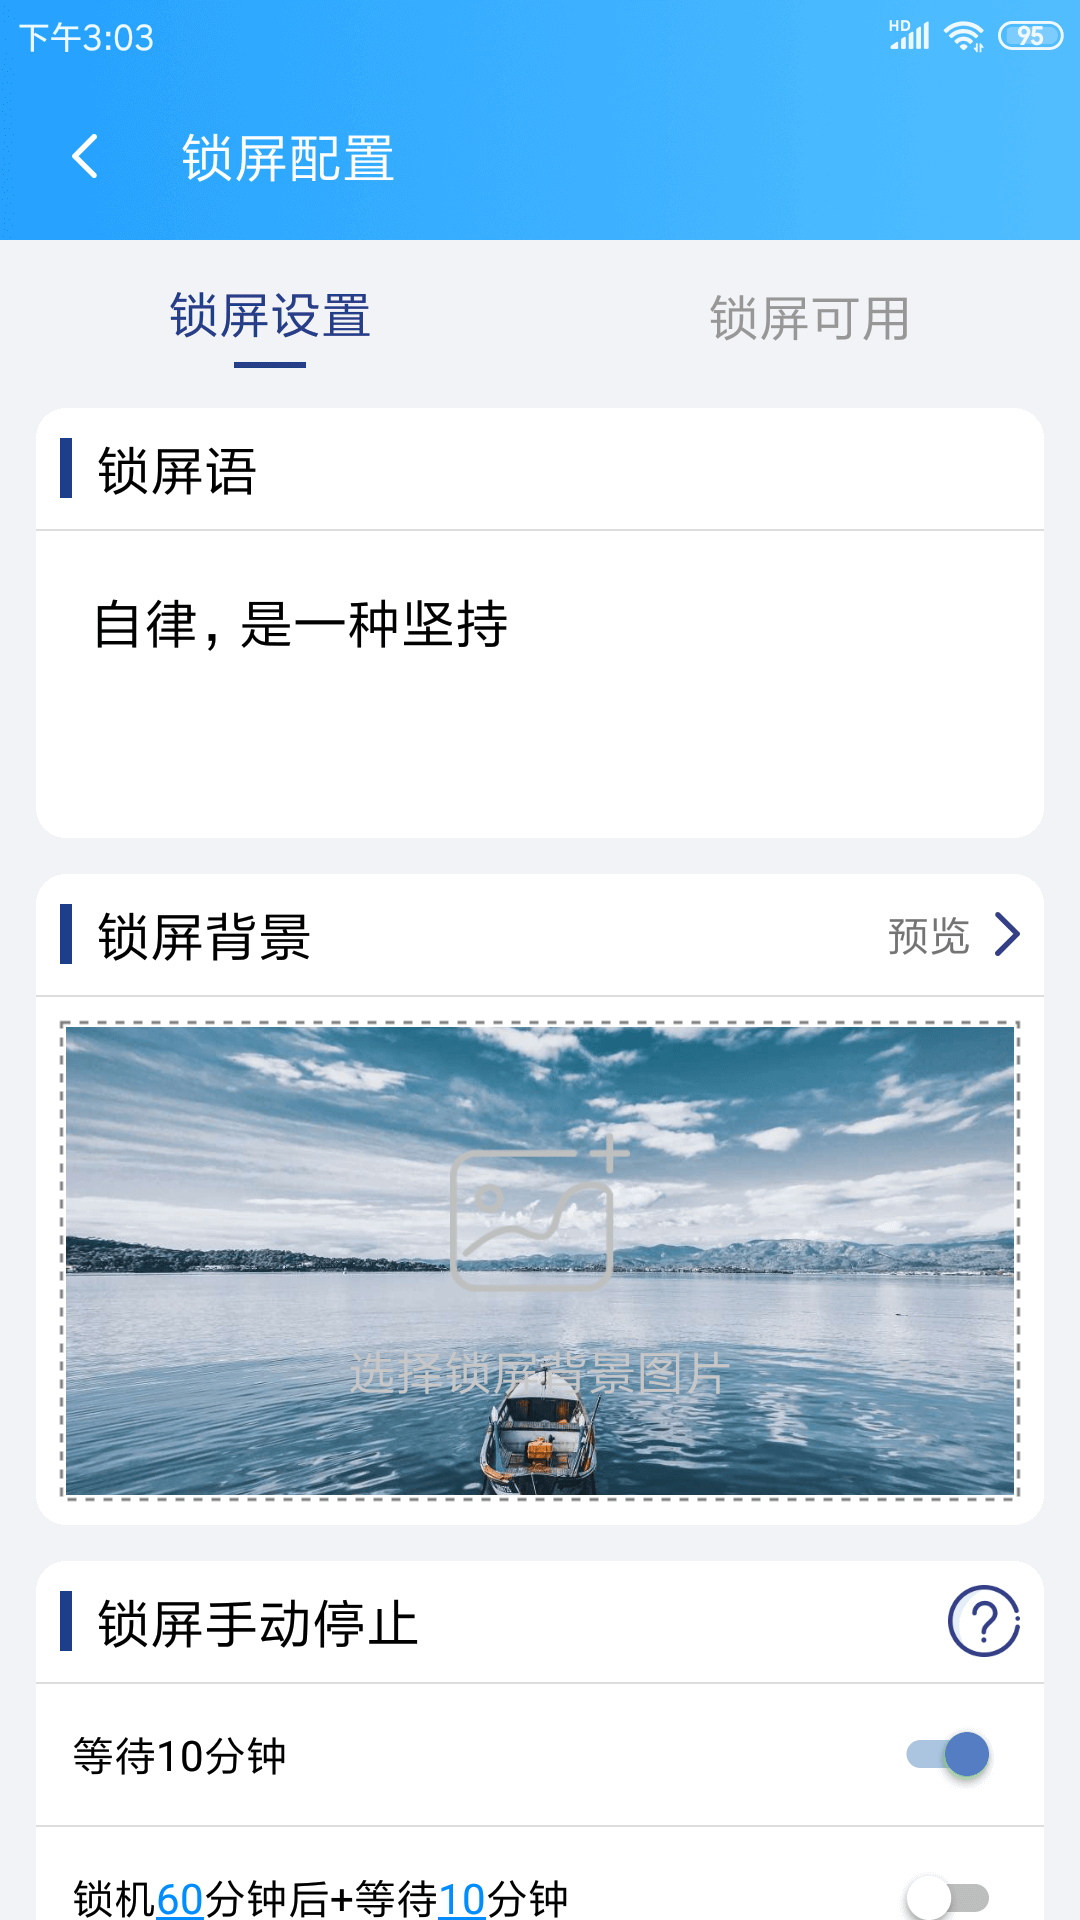 下午3:03 HD 95
锁屏配置
锁屏设置 锁屏可用
锁屏语
自律，是一种坚持
锁屏背景 预览
选择锁屏背景图片
锁屏手动停止
等待10分钟
锁机60分钟后+等待10分钟